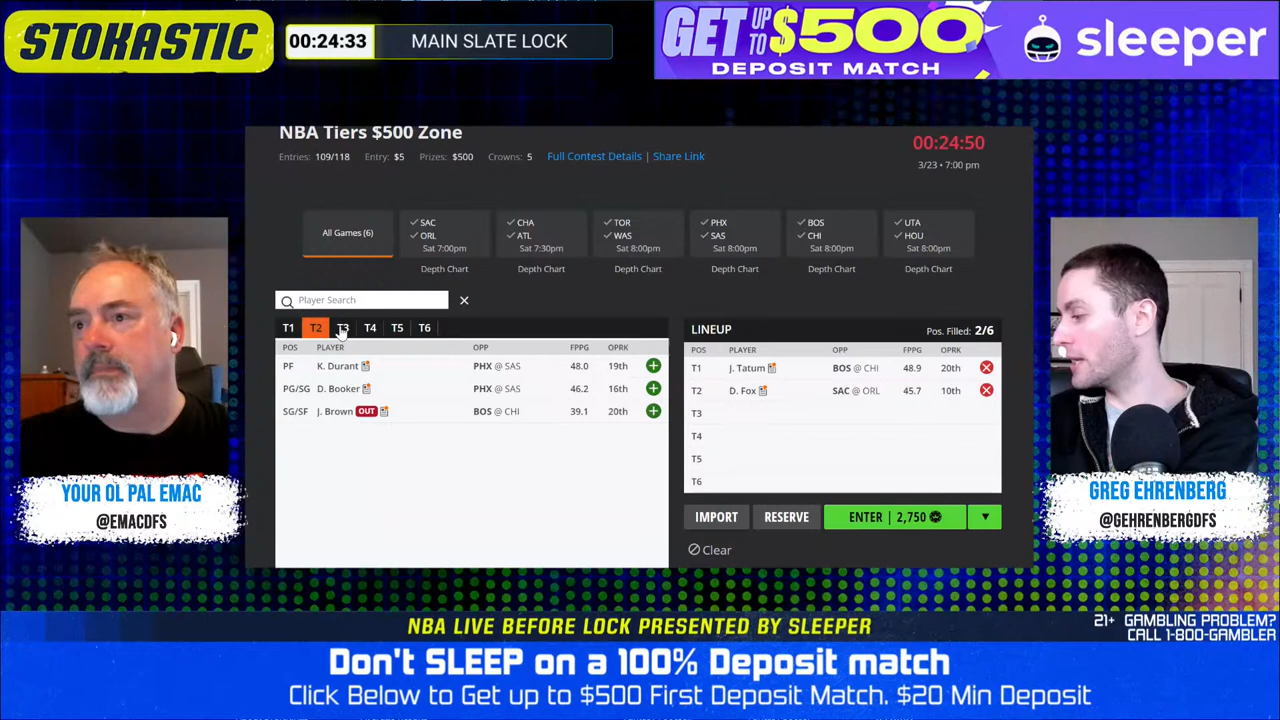 STOKASTIC
00:24:33
MAIN SLATE LOCK
GET UP TO $500
DEPOSIT MATCH
sleeper
NBA Tiers $500 Zone
Entries: 109/118 Entry: $5 Prizes: $500 Crowns: 5 Full Contest Details | Share Link
00:24:50
3/23 • 7:00 pm
All Games (6)
SAC
ORL
Sat 7:00pm
Depth Chart
CHA
ATL
Sat 7:30pm
Depth Chart
TOR
WAS
Sat 8:00pm
Depth Chart
PHX
SAS
Sat 8:00pm
Depth Chart
BOS
CHI
Sat 8:00pm
Depth Chart
UTA
HOU
Sat 8:00pm
Depth Chart
Player Search
T1 T2 T3 T4 T5 T6
POS PLAYER OPP FPPG OPRK
PF K. Durant PHX @ SAS 48.0 19th
PG/SG D. Booker PHX @ SAS 46.2 16th
SG/SF J. Brown OUT BOS @ CHI 39.1 20th
LINEUP Pos. Filled: 2/6
POS PLAYER OPP FPPG OPRK
T1 J. Tatum BOS @ CHI 48.9 20th
T2 D. Fox SAC @ ORL 45.7 10th
T3
T4
T5
T6
IMPORT RESERVE ENTER | 2,750
Clear
YOUR OL PAL EMAC
@EMACDFS
GREG EHRENBERG
@GEHRENBERGDFS
NBA LIVE BEFORE LOCK PRESENTED BY SLEEPER
21+ GAMBLING PROBLEM?
CALL 1-800-GAMBLER
Don't SLEEP on a 100% Deposit match
Click Below to Get up to $500 First Deposit Match. $20 Min Deposit